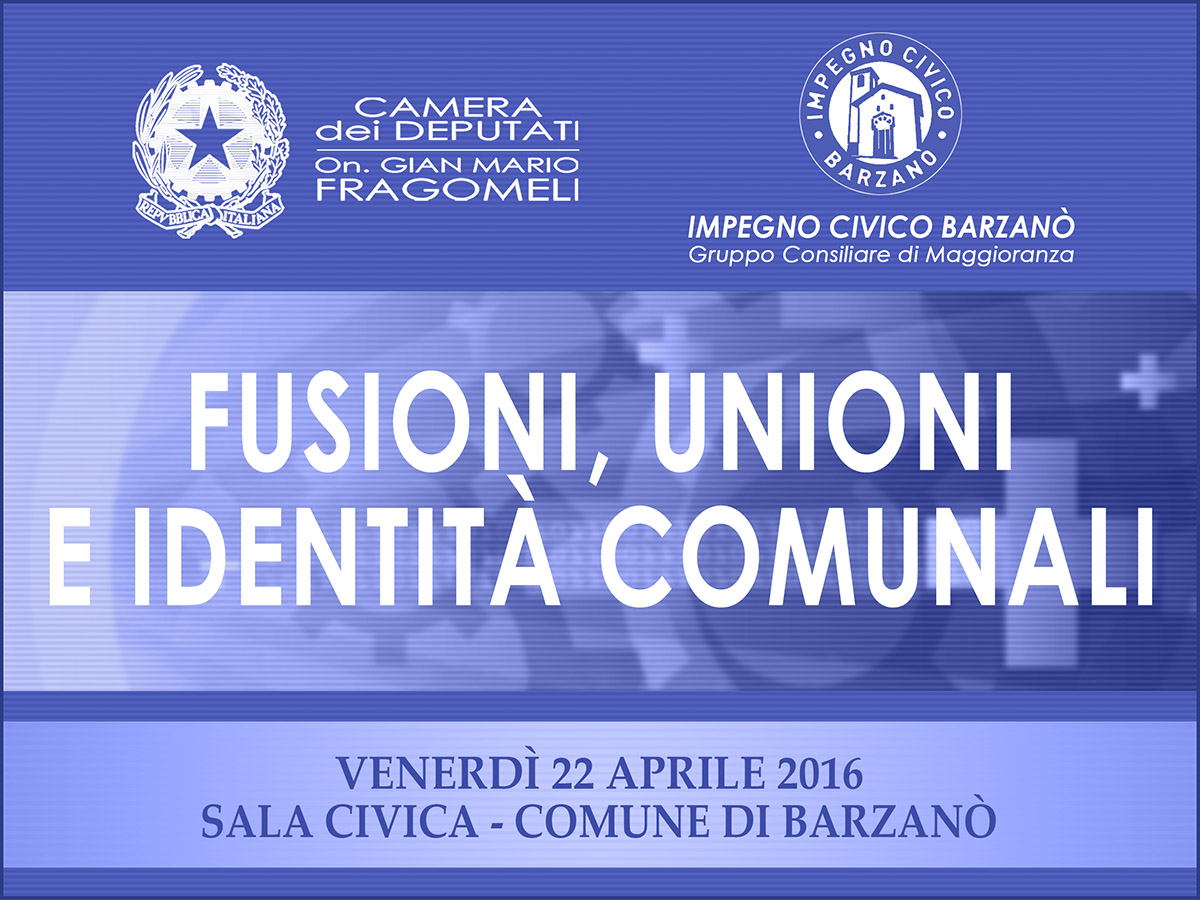 REPVBBLICA ITALIANA
CAMERA
dei DEPUTATI
On. GIAN MARIO
FRAGOMELI
IMPEGNO CIVICO
BARZANO
IMPEGNO CIVICO BARZANÒ
Gruppo Consiliare di Maggioranza
FUSIONI, UNIONI
E IDENTITÀ COMUNALI
VENERDÌ 22 APRILE 2016
SALA CIVICA - COMUNE DI BARZANÒ